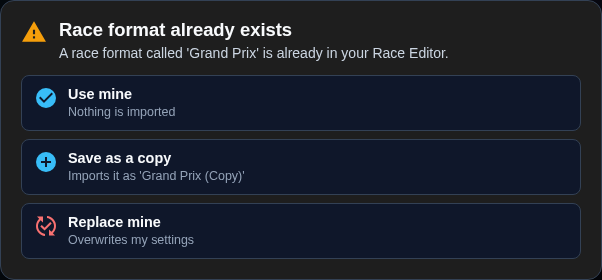 Race format already exists
A race format called 'Grand Prix' is already in your Race Editor.
Use mine
Nothing is imported
Save as a copy
Imports it as 'Grand Prix (Copy)'
Replace mine
Overwrites my settings